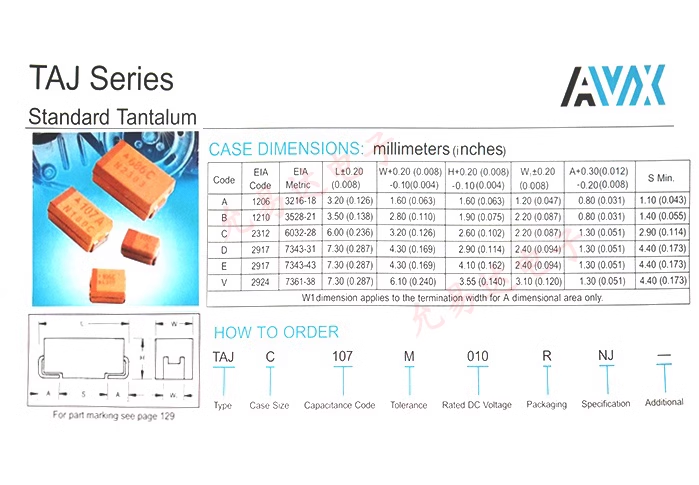 TAJ Series
AVX
Standard Tantalum
CASE DIMENSIONS: millimeters (inches)
Code EIA Code EIA Metric L±0.20 (0.008) W+0.20 (0.008) -0.10(0.004) H+0.20 (0.008) -0.10 (0.004) W₁±0.20 (0.008) A+0.30(0.012) -0.20(0.008) S Min.
A 1206 3216-18 3.20 (0.126) 1.60 (0.063) 1.60 (0.063) 1.20 (0.047) 0.80 (0.031) 1.10 (0.043)
B 1210 3528-21 3.50 (0.138) 2.80 (0.110) 1.90 (0.075) 2.20 (0.087) 0.80 (0.031) 1.40 (0.055)
C 2312 6032-28 6.00 (0.236) 3.20 (0.126) 2.60 (0.102) 2.20 (0.087) 1.30 (0.051) 2.90 (0.114)
D 2917 7343-31 7.30 (0.287) 4.30 (0.169) 2.90 (0.114) 2.40 (0.094) 1.30 (0.051) 4.40 (0.173)
E 2917 7343-43 7.30 (0.287) 4.30 (0.169) 4.10 (0.162) 2.40 (0.094) 1.30 (0.051) 4.40 (0.173)
V 2924 7361-38 7.30 (0.287) 6.10 (0.240) 3.55 (0.140) 3.10 (0.120) 1.30 (0.051) 4.40 (0.173)
W1dimension applies to the termination width for A dimensional area only.
L W
H
A S A W₁
For part marking see page 129
HOW TO ORDER
TAJ C 107 M 010 R NJ —
Type Case Size Capacitance Code Tolerance Rated DC Voltage Packaging Specification Additional